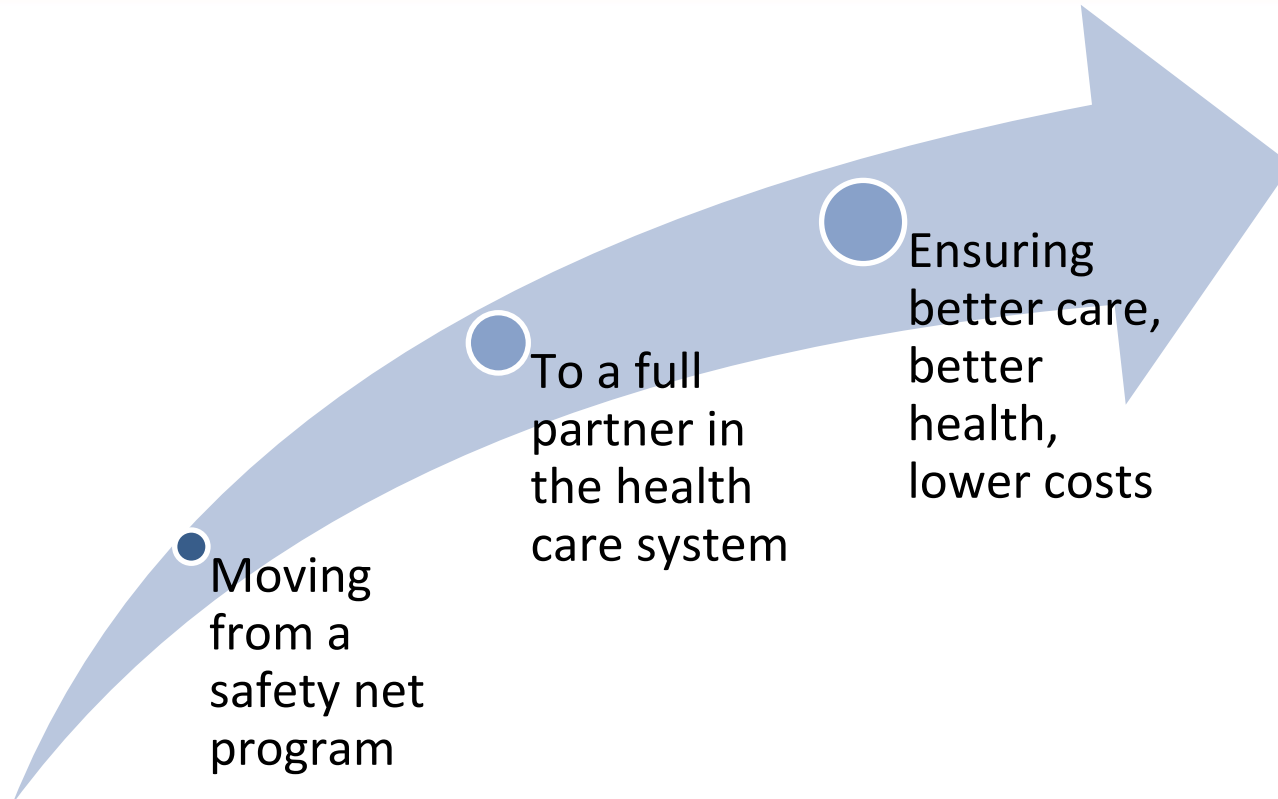 Moving
from a
safety net
program
To a full
partner in
the health
care system
Ensuring
better care,
better
health,
lower costs